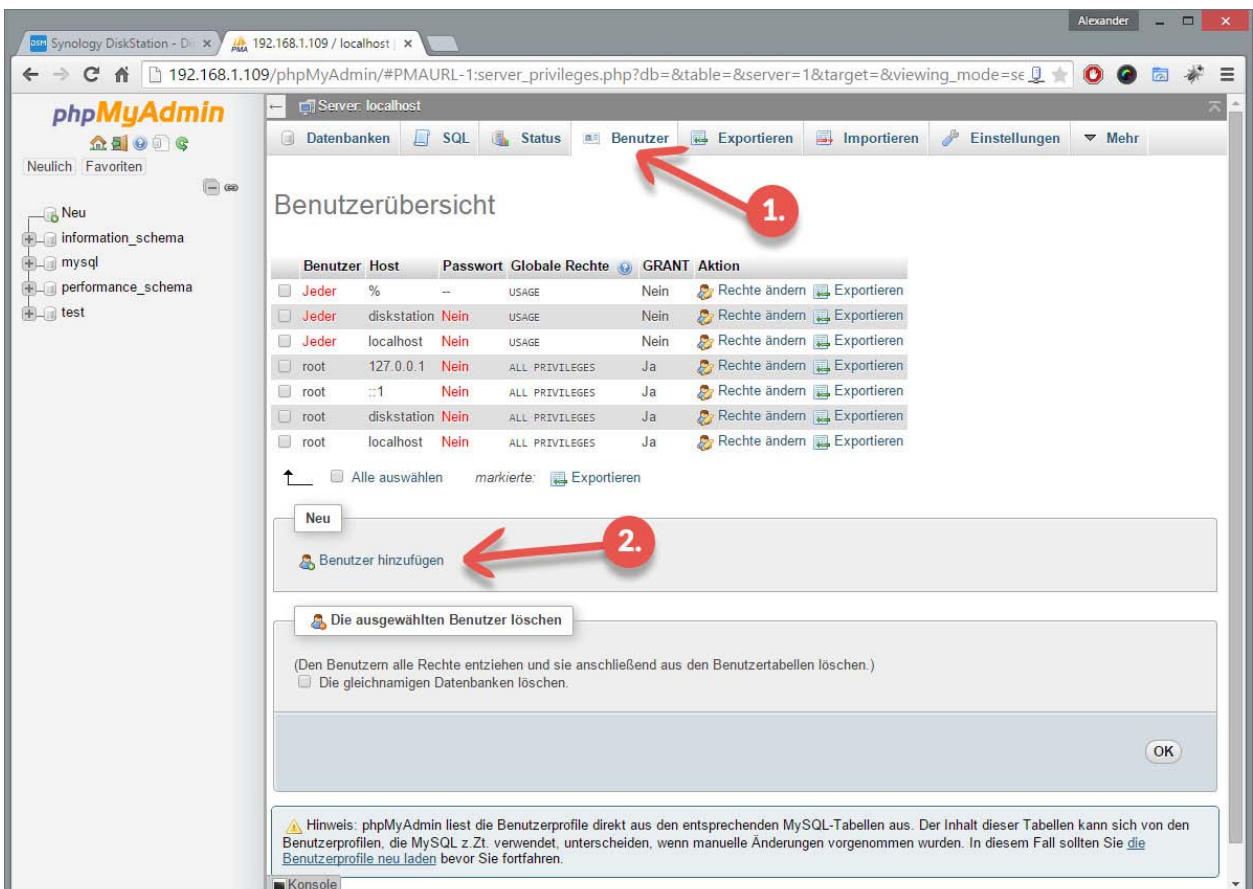 Alexander
DSM Synology DiskStation - Di
PMA 192.168.1.109 / localhost |
192.168.1.109/phpMyAdmin/#PMAURL-1:server_privileges.php?db=&table=&server=1&target=&viewing_mode=se
phpMyAdmin
Neulich Favoriten
Neu
information_schema
mysql
performance_schema
test
Server: localhost
Datenbanken SQL Status Benutzer Exportieren Importieren Einstellungen Mehr
1.
Benutzerübersicht
Benutzer Host Passwort Globale Rechte GRANT Aktion
Jeder % -- USAGE Nein Rechte ändern Exportieren
Jeder diskstation Nein USAGE Nein Rechte ändern Exportieren
Jeder localhost Nein USAGE Nein Rechte ändern Exportieren
root 127.0.0.1 Nein ALL PRIVILEGES Ja Rechte ändern Exportieren
root ::1 Nein ALL PRIVILEGES Ja Rechte ändern Exportieren
root diskstation Nein ALL PRIVILEGES Ja Rechte ändern Exportieren
root localhost Nein ALL PRIVILEGES Ja Rechte ändern Exportieren
Alle auswählen markierte: Exportieren
Neu
2.
Benutzer hinzufügen
Die ausgewählten Benutzer löschen
(Den Benutzern alle Rechte entziehen und sie anschließend aus den Benutzertabellen löschen.)
Die gleichnamigen Datenbanken löschen.
OK
Hinweis: phpMyAdmin liest die Benutzerprofile direkt aus den entsprechenden MySQL-Tabellen aus. Der Inhalt dieser Tabellen kann sich von den
Benutzerprofilen, die MySQL z.Zt. verwendet, unterscheiden, wenn manuelle Änderungen vorgenommen wurden. In diesem Fall sollten Sie die
Benutzerprofile neu laden bevor Sie fortfahren.
Konsole